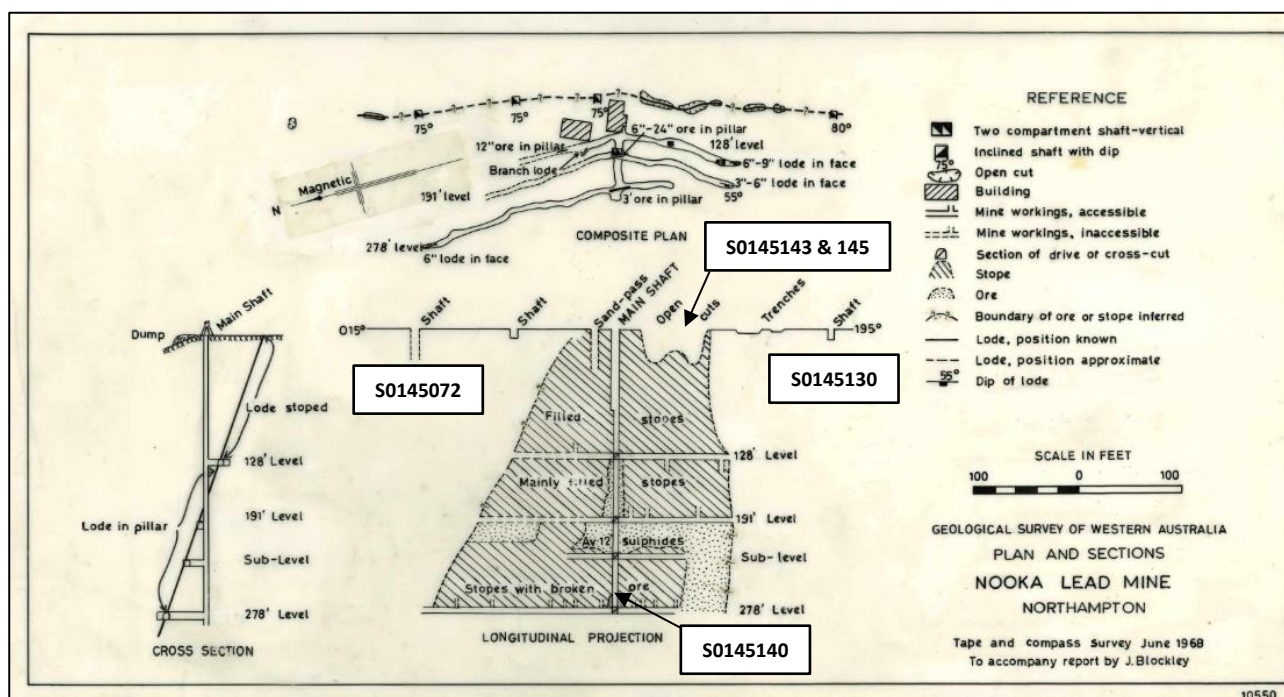 75°
75°
75°
80°
6"-24" ore in pillar
12" ore in pillar
128' level
Branch lode
6"-9" lode in face
Magnetic
3"-6" lode in face
N
191' level
55°
3' ore in pillar
278' level
6" lode in face
COMPOSITE PLAN
S0145143 & 145
Main Shaft
Dump
Lode stoped
128' Level
Lode in pillar
191' Level
Sub-Level
278' Level
CROSS SECTION
015°
Shaft
Shaft
Sand-pass
MAIN SHAFT
Open cuts
Trenches
Shaft
195°
S0145072
S0145130
Filled stopes
128' Level
Mainly filled stopes
191' Level
Av 12" sulphides
Sub-level
Stopes with broken ore
278' Level
LONGITUDINAL PROJECTION
S0145140
REFERENCE
Two compartment shaft-vertical
Inclined shaft with dip
75°
Open cut
Building
Mine workings, accessible
Mine workings, inaccessible
Section of drive or cross-cut
Stope
Ore
Boundary of ore or stope inferred
Lode, position known
Lode, position approximate
55° Dip of lode
SCALE IN FEET
100 0 100
GEOLOGICAL SURVEY OF WESTERN AUSTRALIA
PLAN AND SECTIONS
NOOKA LEAD MINE
NORTHAMPTON
Tape and compass Survey June 1968
To accompany report by J. Blockley
10550